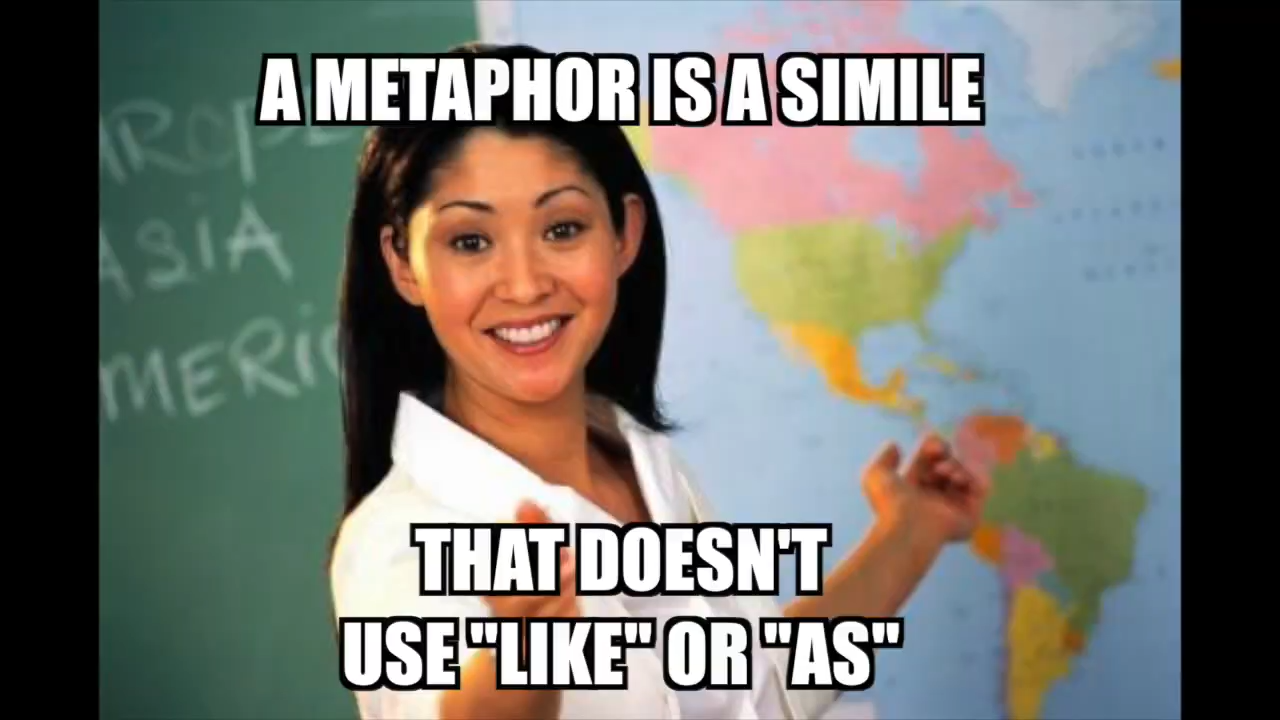 A METAPHOR IS A SIMILE
ASIA
THAT DOESN'T
USE "LIKE" OR "AS"